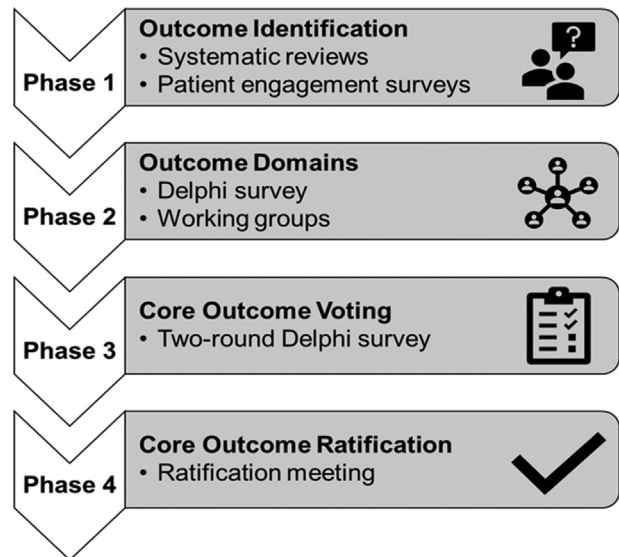 Phase 1
Outcome Identification
• Systematic reviews
• Patient engagement surveys
?
Phase 2
Outcome Domains
• Delphi survey
• Working groups
Phase 3
Core Outcome Voting
• Two-round Delphi survey
Phase 4
Core Outcome Ratification
• Ratification meeting